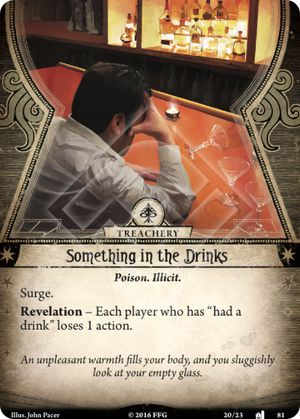 TREACHERY
Something in the Drinks
Poison. Illicit.
Surge.
Revelation – Each player who has “had a
drink” loses 1 action.
An unpleasant warmth fills your body, and you sluggishly
look at your empty glass.
Illus. John Pacer © 2016 FFG 20/23 81